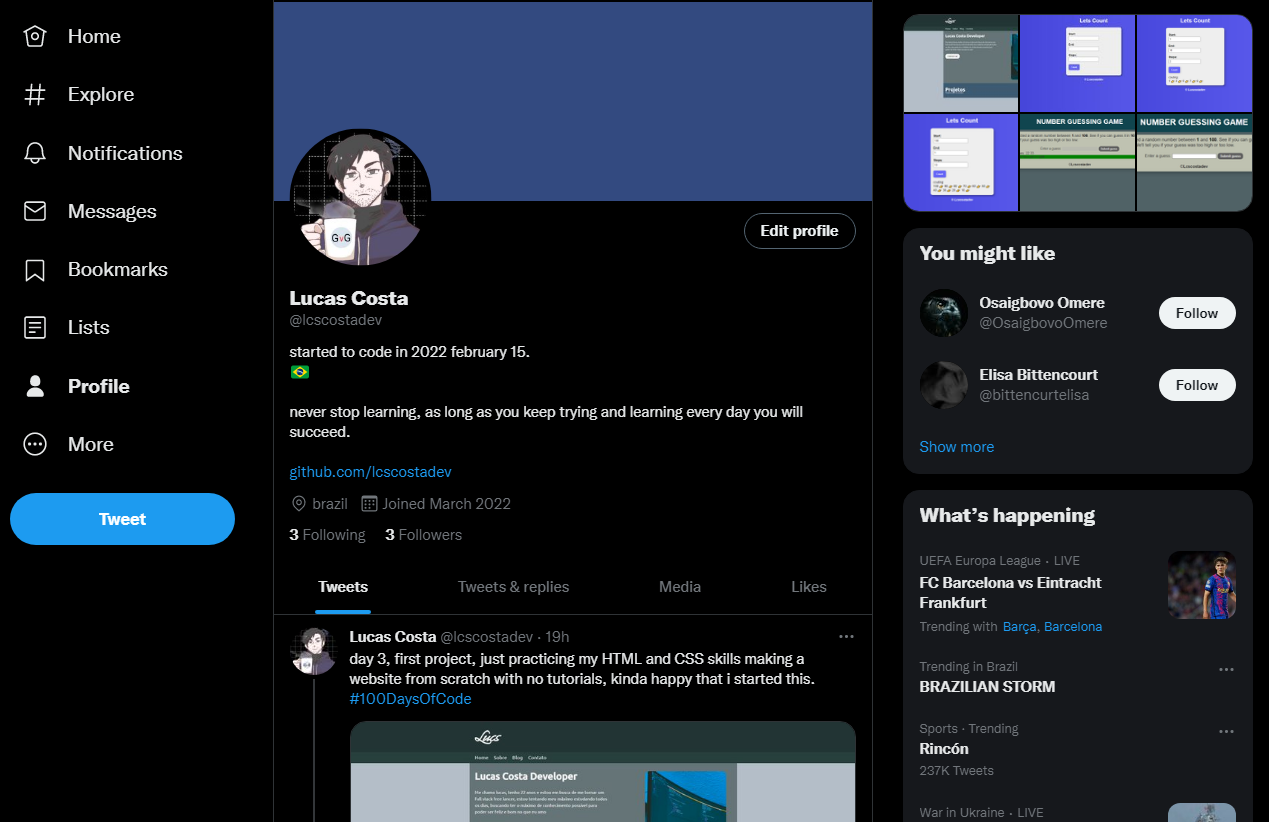 Home
Explore
Notifications
Messages
Bookmarks
Lists
Profile
More
Tweet
GvG
Edit profile
Lucas Costa
@lcscostadev
started to code in 2022 february 15.
🇧🇷
never stop learning, as long as you keep trying and learning every day you will
succeed.
github.com/lcscostadev
brazil Joined March 2022
3 Following 3 Followers
Tweets Tweets & replies Media Likes
Lucas Costa @lcscostadev · 19h
day 3, first project, just practicing my HTML and CSS skills making a
website from scratch with no tutorials, kinda happy that i started this.
#100DaysOfCode
Lucs
Home Sobre Blog Contato
Lucas Costa Developer
Lucas Costa Developer
Projetos
Lets Count
Lets Count
Lets Count
NUMBER GUESSING GAME
NUMBER GUESSING GAME
You might like
Osaigbovo Omere
@OsaigbovoOmere
Follow
Elisa Bittencourt
@bittencurtelisa
Follow
Show more
What's happening
UEFA Europa League · LIVE
FC Barcelona vs Eintracht
Frankfurt
Trending with Barça, Barcelona
Trending in Brazil
BRAZILIAN STORM
Sports · Trending
Rincón
237K Tweets
War in Ukraine · LIVE